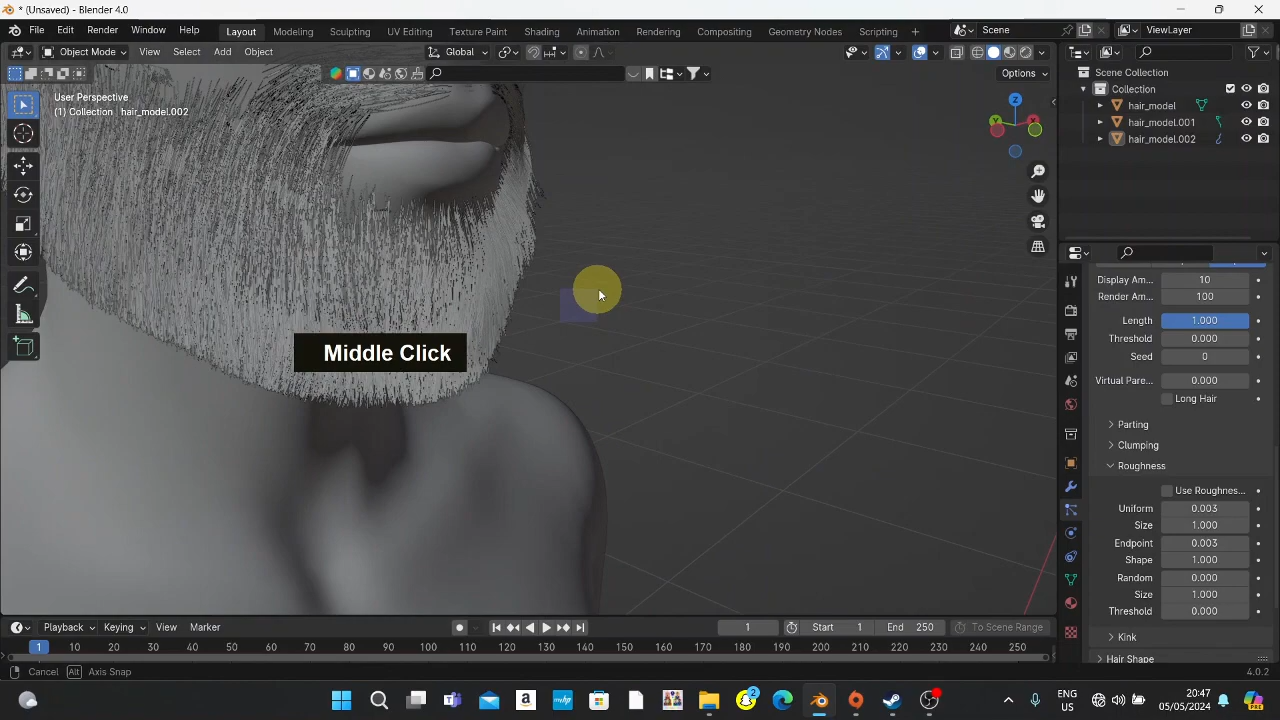 * (Unsaved) - Blender 4.0
File Edit Render Window Help Layout Modeling Sculpting UV Editing Texture Paint Shading Animation Rendering Compositing Geometry Nodes Scripting + Scene ViewLayer
Object Mode View Select Add Object Global
Options
User Perspective
(1) Collection hair_model.002
Scene Collection
Collection
hair_model
hair_model.001
hair_model.002
Z
Middle Click
Display Am... 10
Render Am... 100
Length 1.000
Threshold 0.000
Seed 0
Virtual Pare... 0.000
Long Hair
Parting
Clumping
Roughness
Use Roughnes...
Uniform 0.003
Size 1.000
Endpoint 0.003
Shape 1.000
Random 0.000
Size 1.000
Threshold 0.000
Kink
Hair Shape
Playback Keying View Marker 1 Start 1 End 250 To Scene Range
1 10 20 30 40 50 60 70 80 90 100 110 120 130 140 150 160 170 180 190 200 210 220 230 240 250
Cancel Alt Axis Snap 4.0.2
ENG
US
20:47
05/05/2024